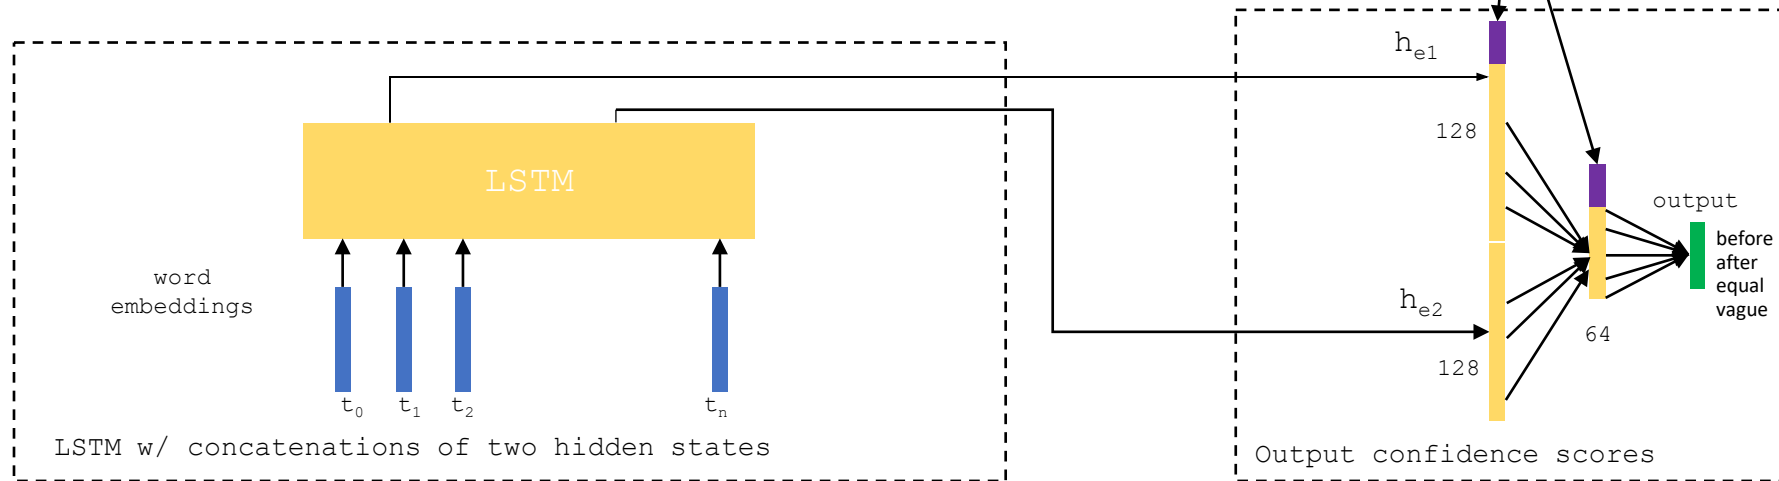 LSTM
word
embeddings
t0 t1 t2 tn
LSTM w/ concatenations of two hidden states
he1
128
he2
128
64
output
before
after
equal
vague
Output confidence scores